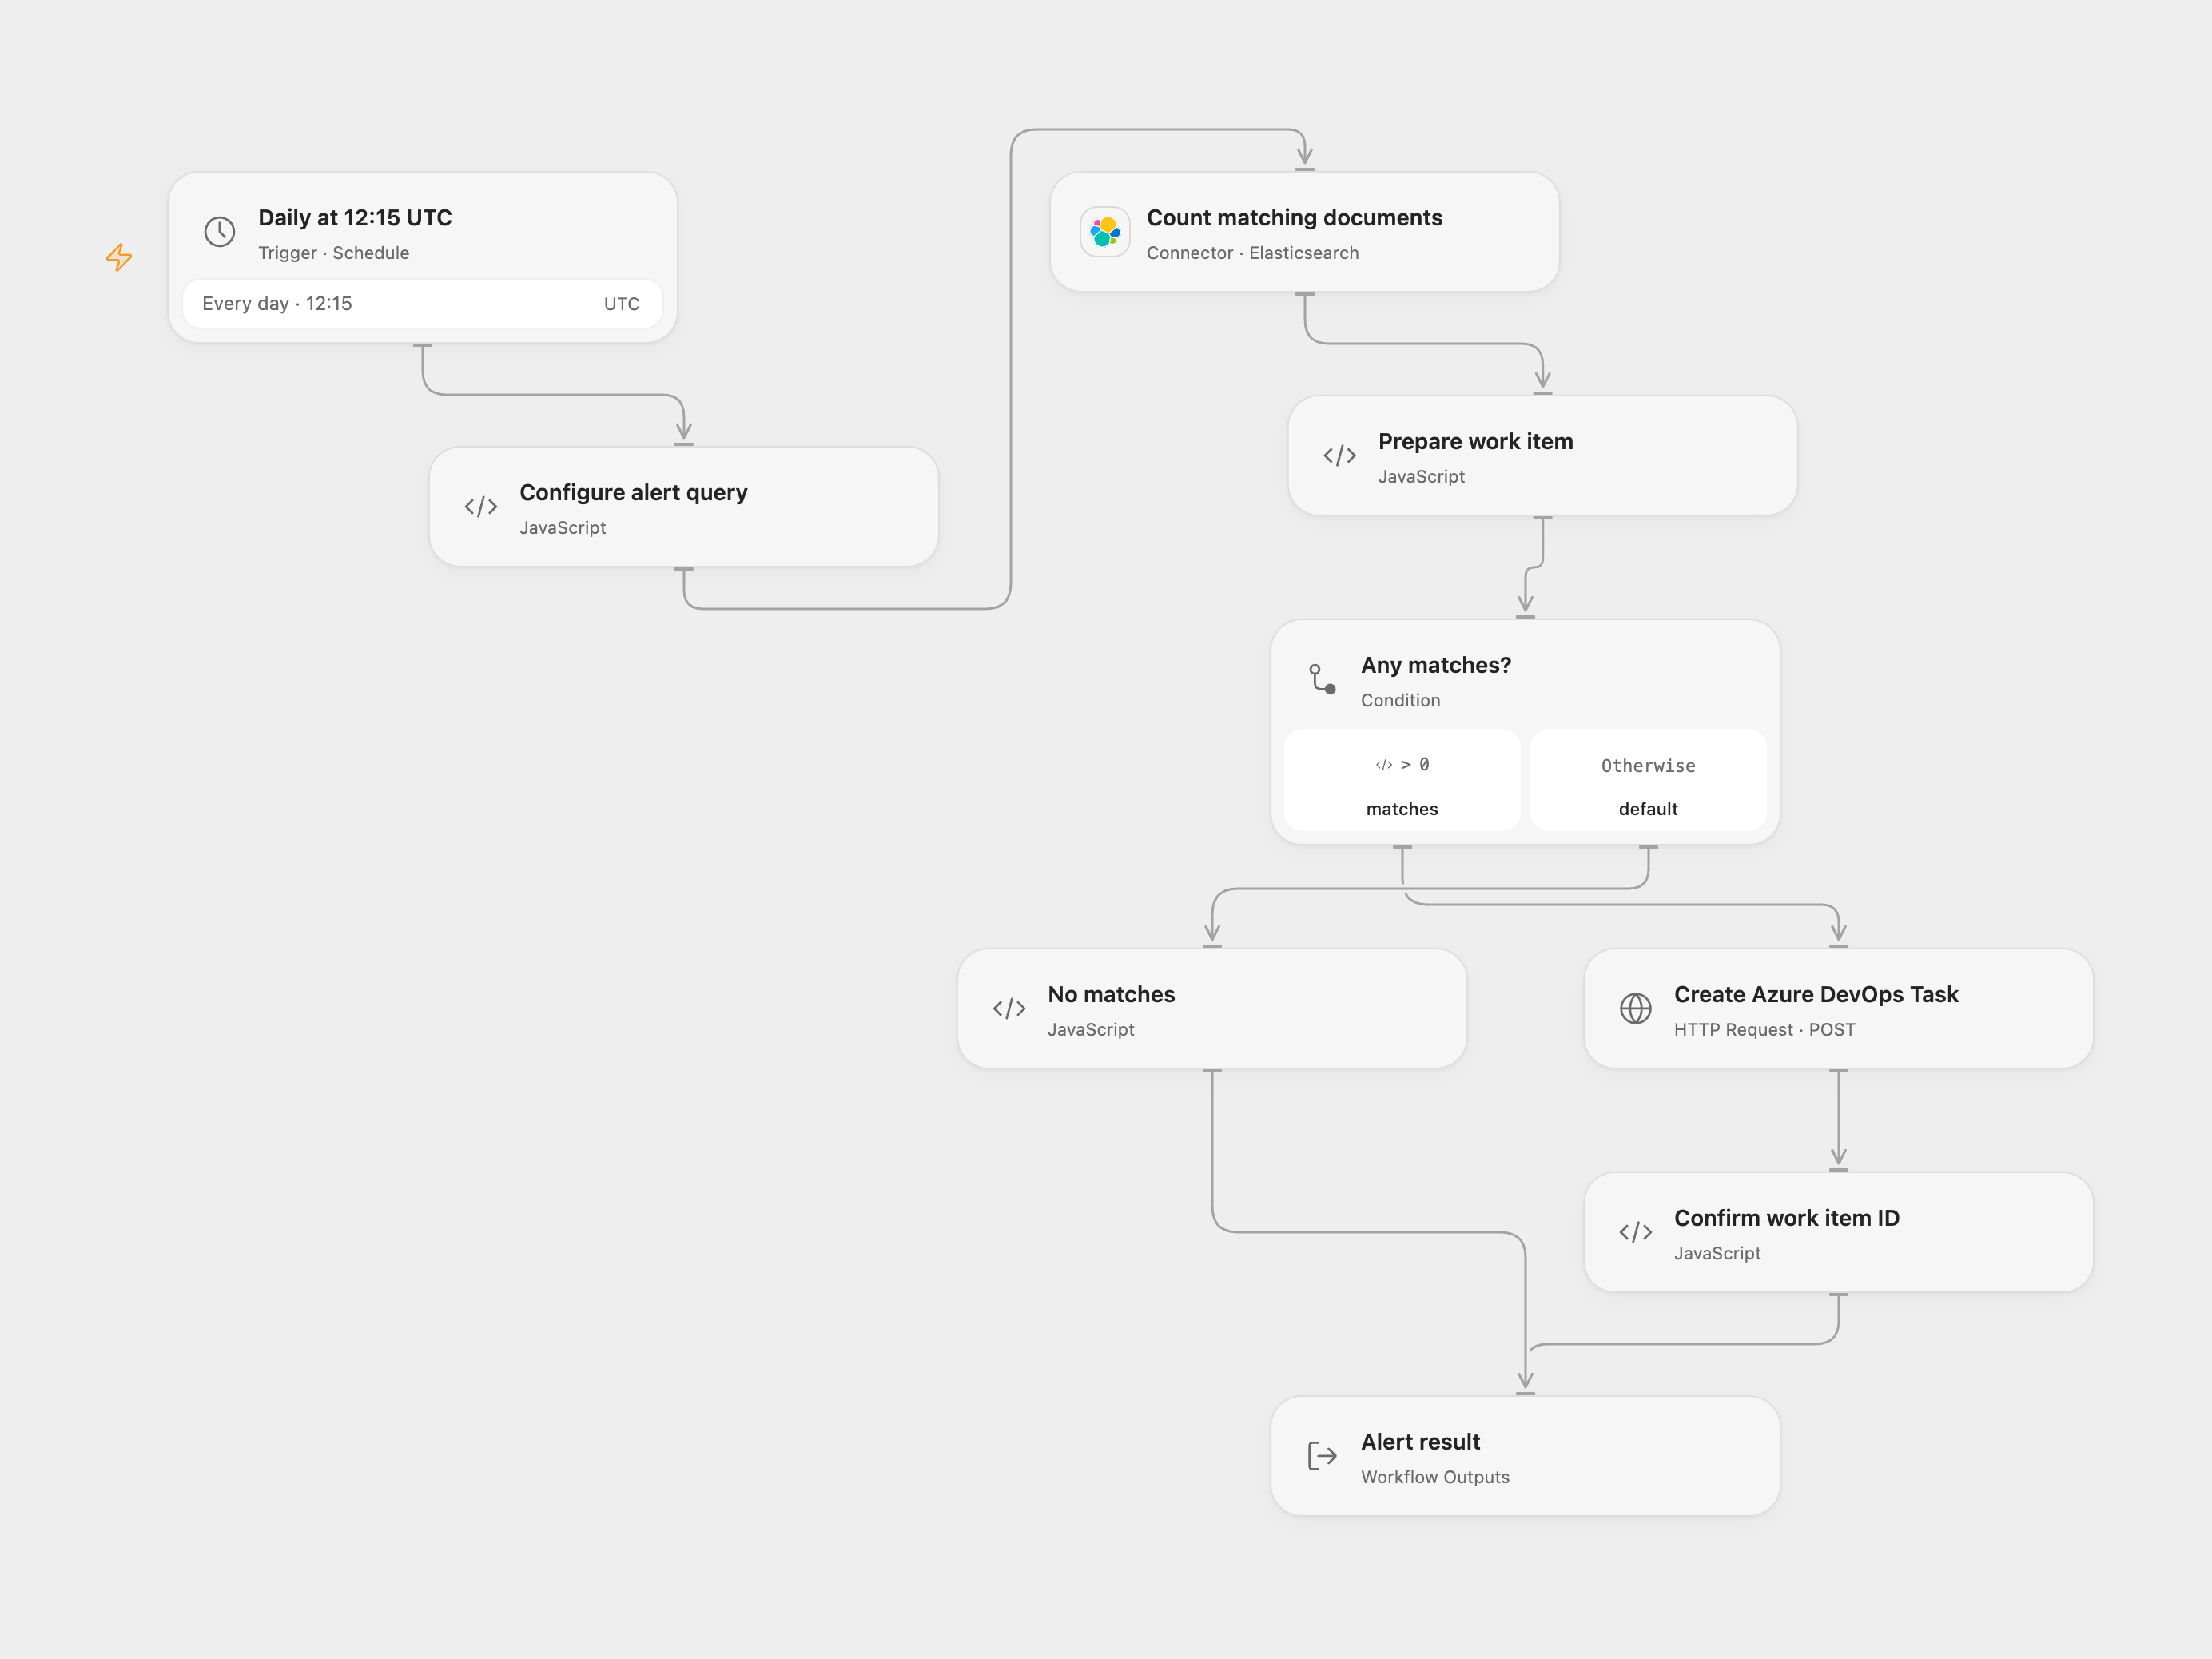 Daily at 12:15 UTC
Trigger · Schedule
Every day · 12:15
UTC
Configure alert query
JavaScript
Count matching documents
Connector · Elasticsearch
Prepare work item
JavaScript
Any matches?
Condition
</> > 0
matches
Otherwise
default
No matches
JavaScript
Create Azure DevOps Task
HTTP Request · POST
Confirm work item ID
JavaScript
Alert result
Workflow Outputs